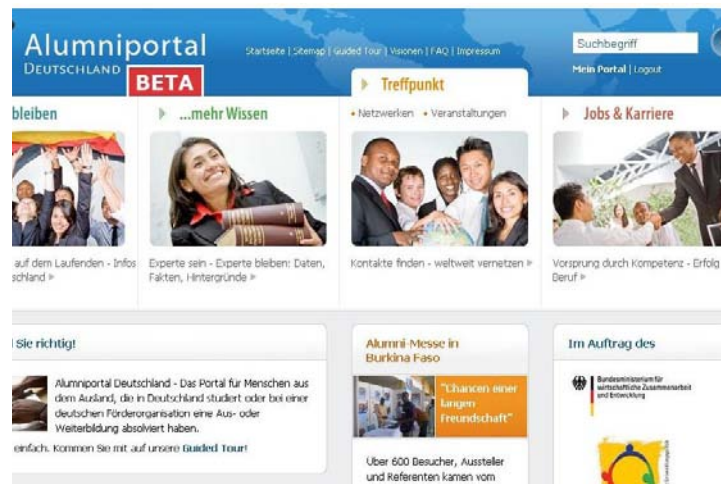 Alumniportal
DEUTSCHLAND
BETA
Startseite | Sitemap | Guided Tour | Visionen | FAQ | Impressum
Suchbegriff
Mein Portal | Logout
bleiben
...mehr Wissen
Treffpunkt
• Netzwerken • Veranstaltungen
Jobs & Karriere
auf dem Laufenden - Infos
schland »
Experte sein - Experte bleiben: Daten,
Fakten, Hintergründe »
Kontakte finden - weltweit vernetzen »
Vorsprung durch Kompetenz - Erfolg
Beruf »
Sie richtig!
Alumniportal Deutschland - Das Portal für Menschen aus
dem Ausland, die in Deutschland studiert oder bei einer
deutschen Förderorganisation eine Aus- oder
Weiterbildung absolviert haben.
einfach. Kommen Sie mit auf unsere Guided Tour!
Alumni-Messe in
Burkina Faso
"Chancen einer
langen
Freundschaft"
Über 600 Besucher, Aussteller
und Referenten kamen vom
Im Auftrag des
Bundesministerium für
wirtschaftliche Zusammenarbeit
und Entwicklung